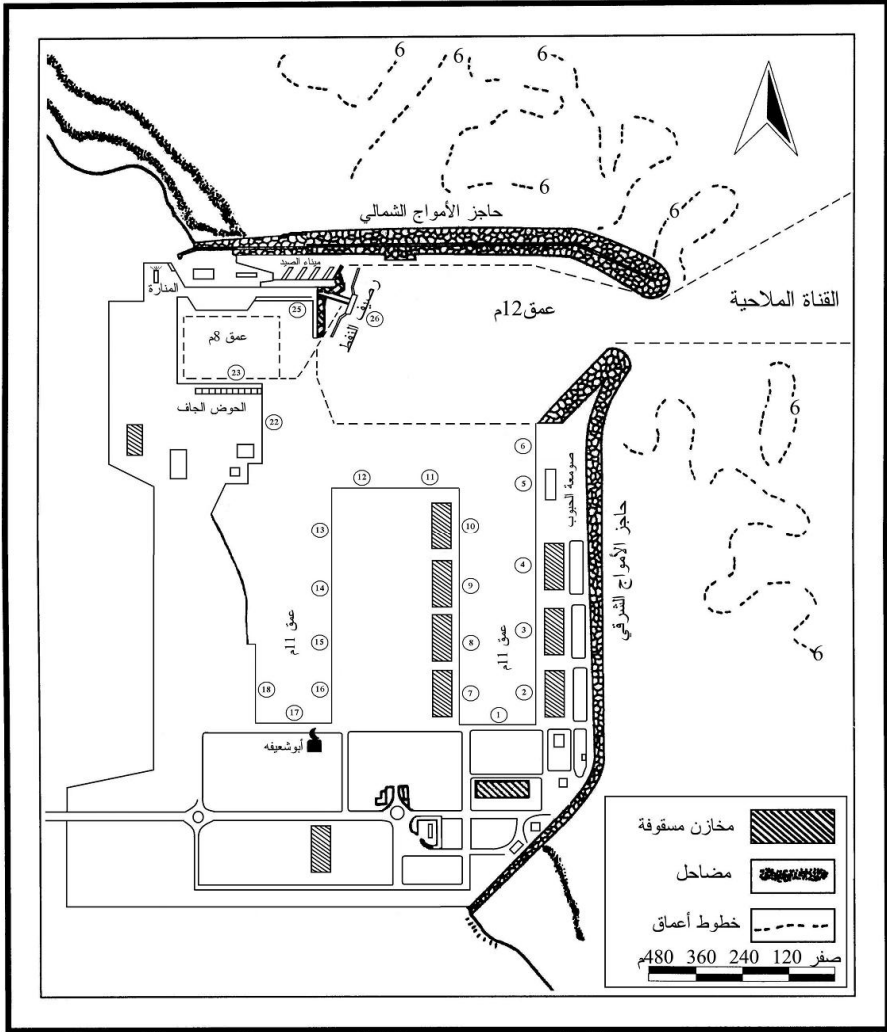 6
6
6
6
حاجز الأمواج الشمالي
ميناء الصيد
المنارة
رصيف النفط
25
26
عمق 12م
القناة الملاحية
عمق 8م
23
الحوض الجاف
22
6
6
5
صومعة الحبوب
12
11
10
13
4
حاجز الأمواج الشرقي
14
9
عمق 11م
15
8
عمق 11م
3
6
18
16
7
2
17
1
أبوشعيفه
مخازن مسقوفة
مضاحل
خطوط أعماق
صفر 120 240 360 480م